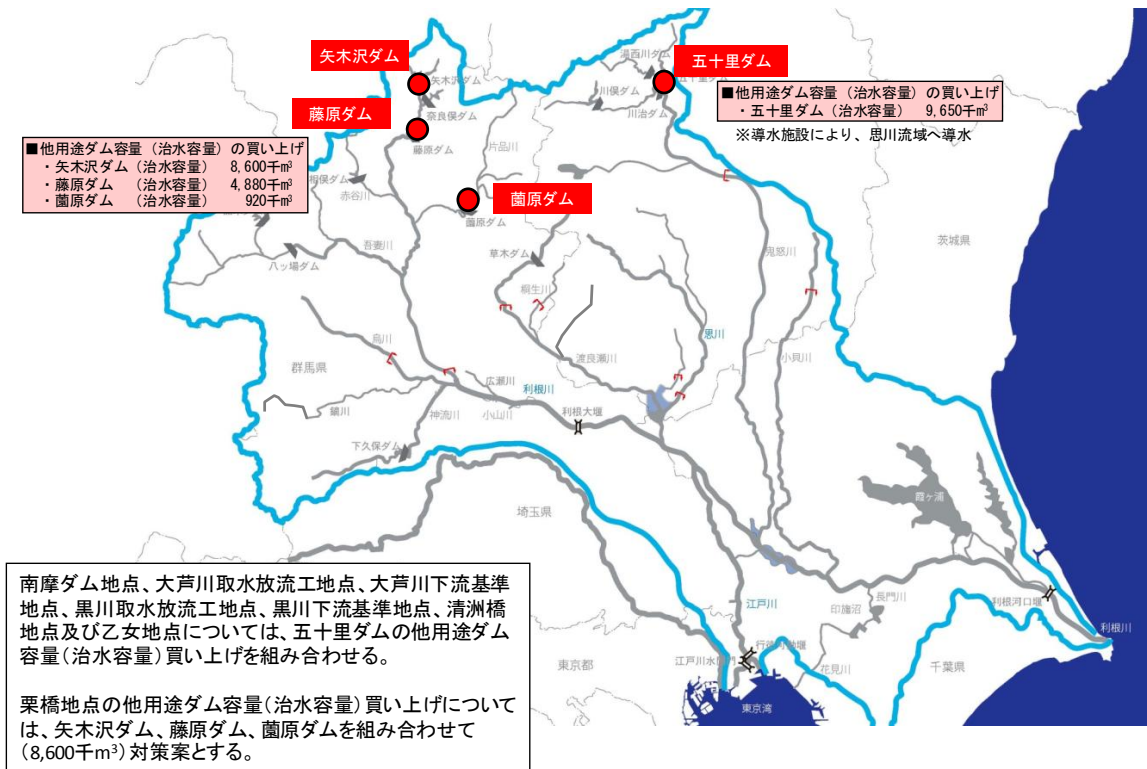 矢木沢ダム
五十里ダム
湯西川ダム
五十里ダム
矢木沢ダム
川俣ダム
奈良俣ダム
川治ダム
■他用途ダム容量（治水容量）の買い上げ
・五十里ダム（治水容量） 9,650千m³
※導水施設により、思川流域へ導水
藤原ダム
藤原ダム
片品川
■他用途ダム容量（治水容量）の買い上げ
・矢木沢ダム（治水容量） 8,600千m³
・藤原ダム （治水容量） 4,880千m³
・薗原ダム （治水容量） 920千m³
相俣ダム
赤谷川
薗原ダム
薗原ダム
茨城県
吾妻川
草木ダム
鬼怒川
八ッ場ダム
桐生川
思川
烏川
渡良瀬川
小貝川
群馬県
広瀬川
利根川
鏑川
神流川
小山川
利根大堰
下久保ダム
霞ヶ浦
埼玉県
南摩ダム地点、大芦川取水放流工地点、大芦川下流基準
地点、黒川取水放流工地点、黒川下流基準地点、清洲橋
地点及び乙女地点については、五十里ダムの他用途ダム
容量(治水容量)買い上げを組み合わせる。
栗橋地点の他用途ダム容量(治水容量)買い上げについて
は、矢木沢ダム、藤原ダム、薗原ダムを組み合わせて
(8,600千m³)対策案とする。
長門川
利根河口堰
江戸川
印旛沼
利根川
行徳可動堰
江戸川水閘門
東京都
花見川
千葉県
東京湾